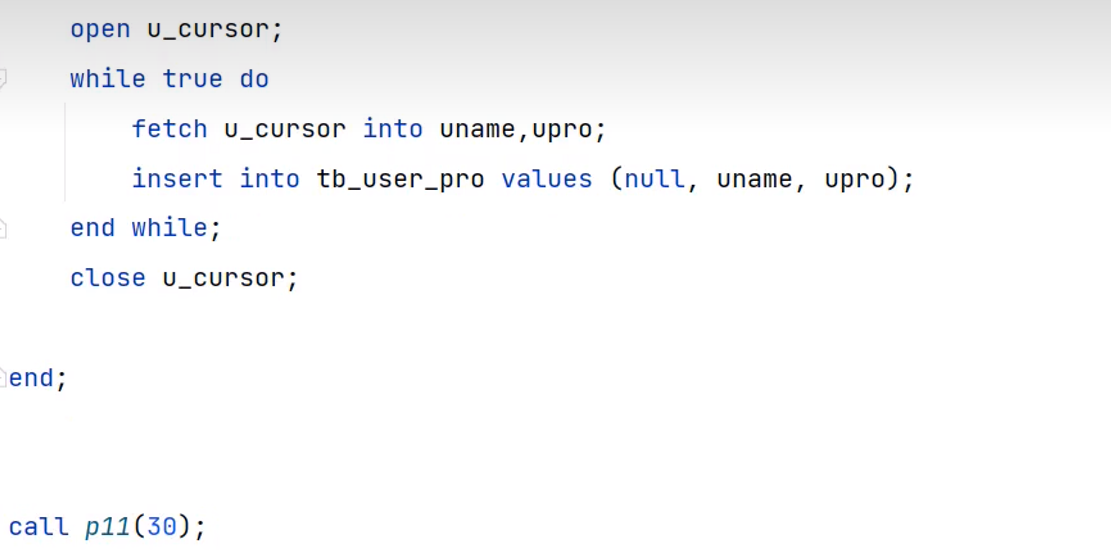 open u_cursor;
while true do
fetch u_cursor into uname,upro;
insert into tb_user_pro values (null, uname, upro);
end while;
close u_cursor;
end;
call p11(30);